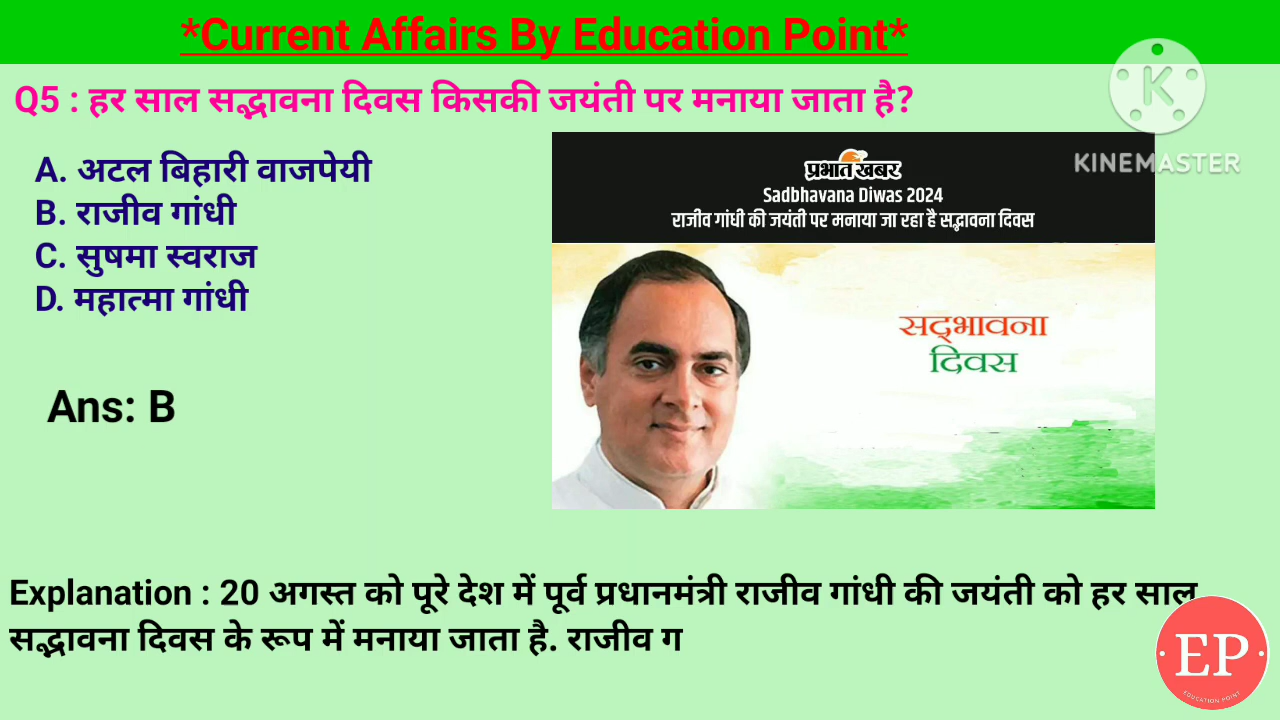 *Current Affairs By Education Point*
Q5 : हर साल सद्भावना दिवस किसकी जयंती पर मनाया जाता है?
A. अटल बिहारी वाजपेयी
B. राजीव गांधी
C. सुषमा स्वराज
D. महात्मा गांधी
Ans: B
K
KINEMASTER
प्रभात खबर
Sadbhavana Diwas 2024
राजीव गांधी की जयंती पर मनाया जा रहा है सद्भावना दिवस
सद्भावना
दिवस
Explanation : 20 अगस्त को पूरे देश में पूर्व प्रधानमंत्री राजीव गांधी की जयंती को हर साल
सद्भावना दिवस के रूप में मनाया जाता है. राजीव ग
EP
EDUCATION POINT